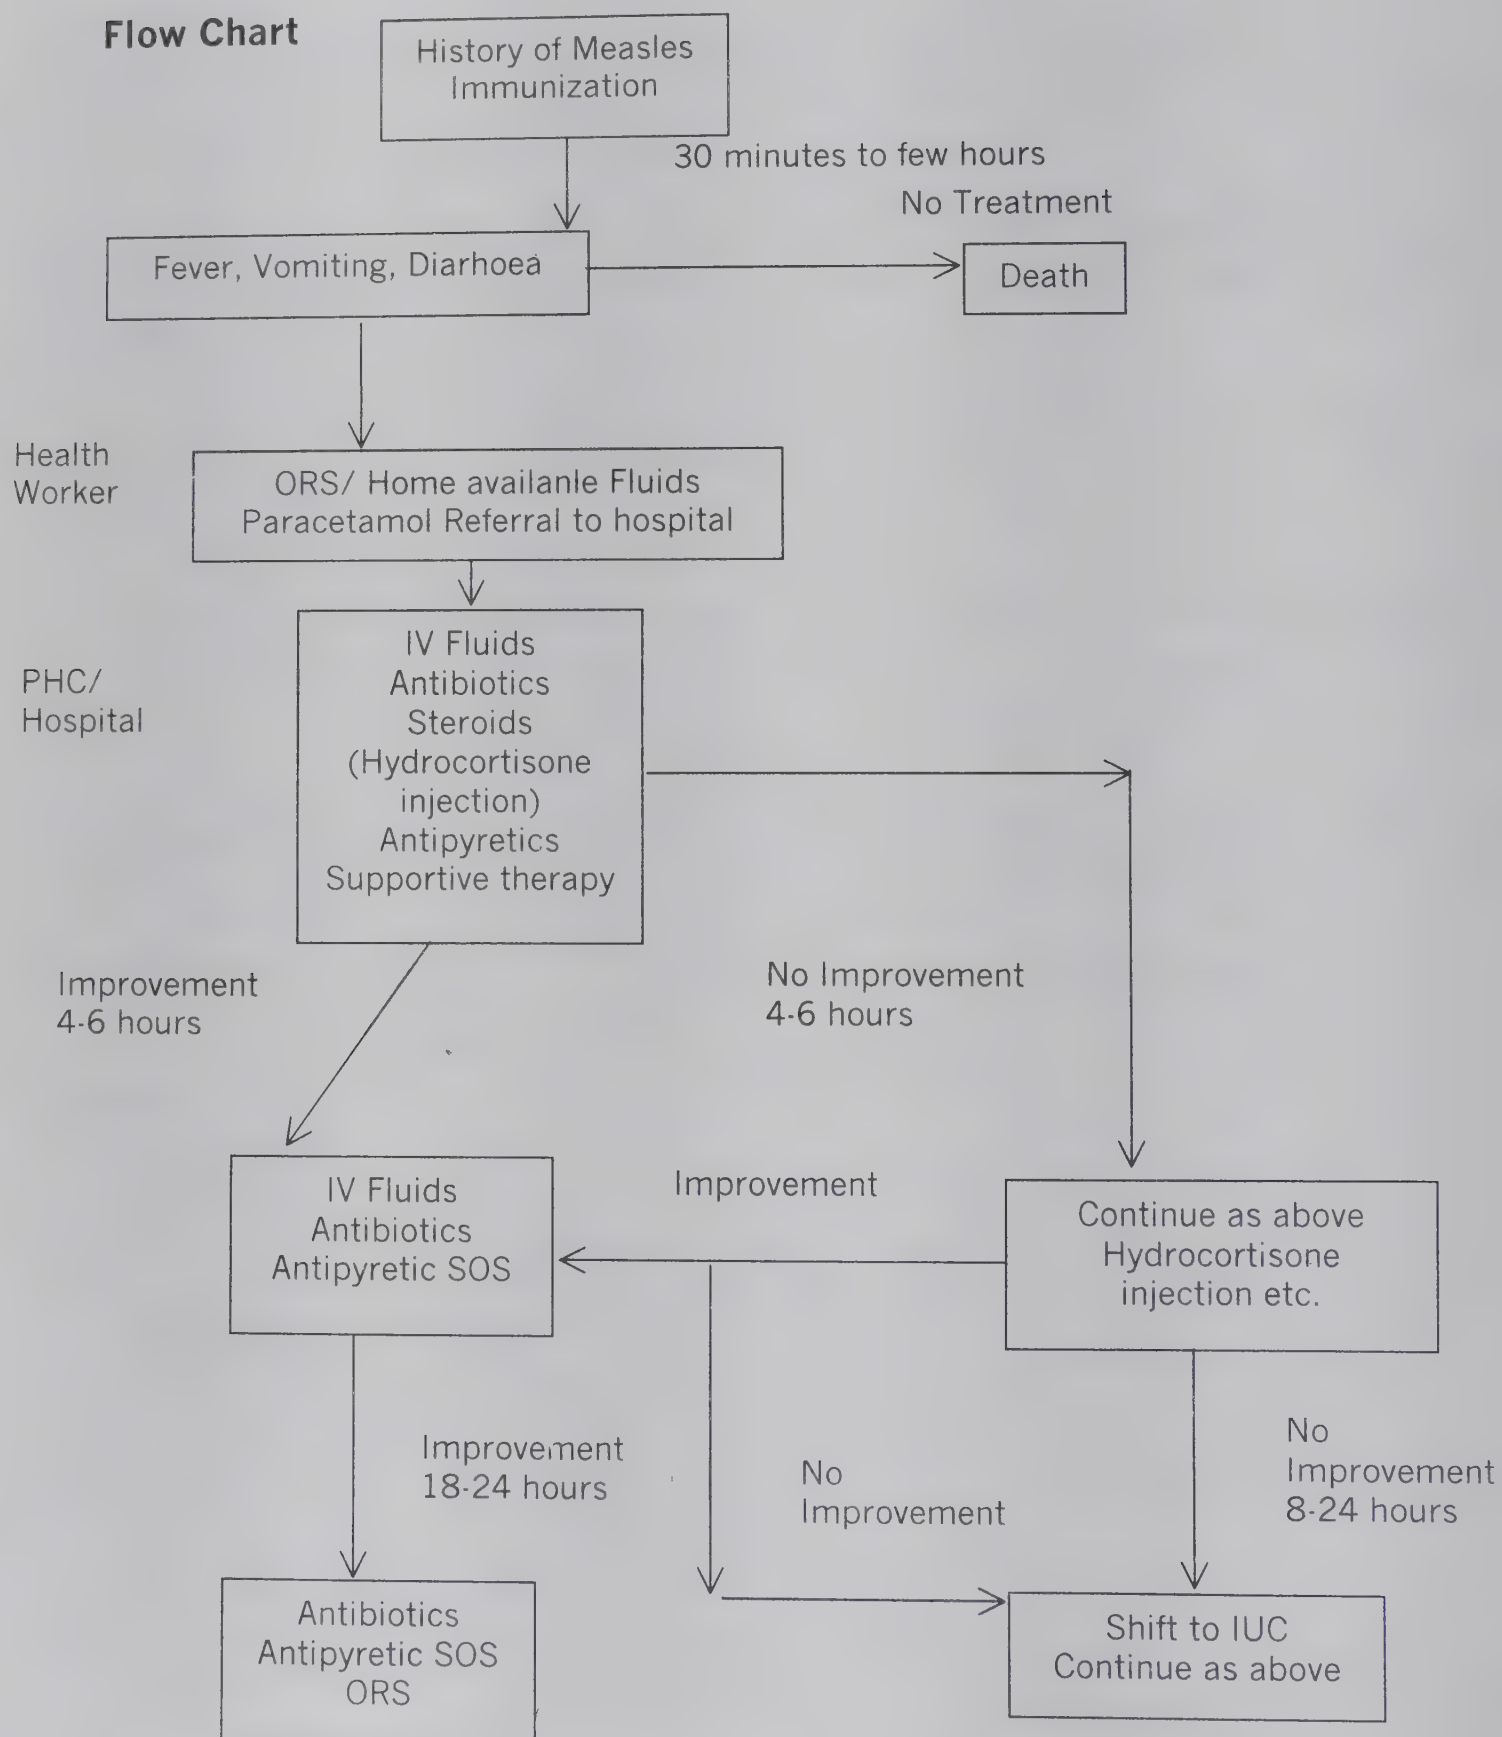 Flow Chart
History of Measles
Immunization
30 minutes to few hours
No Treatment
Fever, Vomiting, Diarhoea
Death
Health
Worker
ORS/ Home availanle Fluids
Paracetamol Referral to hospital
PHC/
Hospital
IV Fluids
Antibiotics
Steroids
(Hydrocortisone
injection)
Antipyretics
Supportive therapy
Improvement
4-6 hours
No Improvement
4-6 hours
IV Fluids
Antibiotics
Antipyretic SOS
Improvement
Continue as above
Hydrocortisone
injection etc.
Improvement
18-24 hours
No
Improvement
No
Improvement
8-24 hours
Antibiotics
Antipyretic SOS
ORS
Shift to IUC
Continue as above